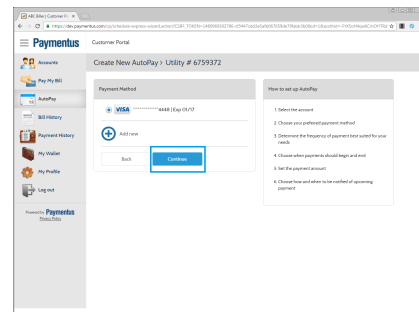 ABC Biller | Customer Po
Paymentus
Customer Portal
Accounts
Pay My Bill
AutoPay
Bill History
Payment History
My Wallet
My Profile
Log out
Powered by Paymentus
Privacy Policy
Create New AutoPay > Utility # 6759372
Payment Method
VISA ************4448 | Exp 01/17
Add new
Back
Continue
How to set up AutoPay
1. Select the account
2. Choose your preferred payment method
3. Determine the frequency of payment best suited for your
needs
4. Choose when payments should begin and end
5. Set the payment amount
6. Choose how and when to be notified of upcoming
payment